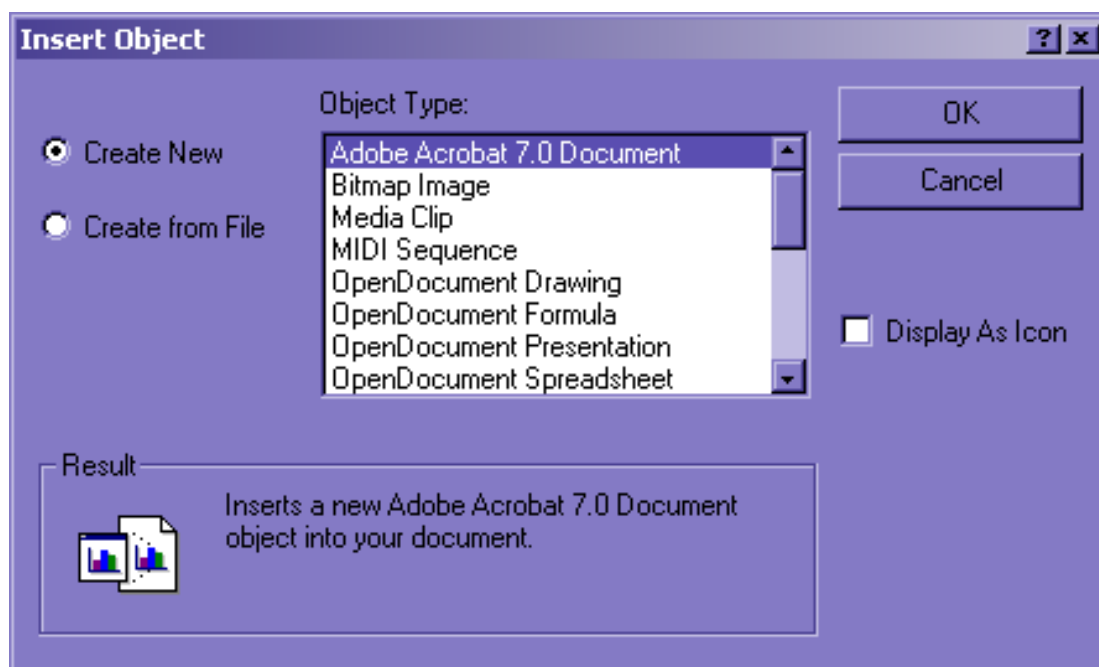 Insert Object
Object Type:
Create New
Create from File
Adobe Acrobat 7.0 Document
Bitmap Image
Media Clip
MIDI Sequence
OpenDocument Drawing
OpenDocument Formula
OpenDocument Presentation
OpenDocument Spreadsheet
OK
Cancel
Display As Icon
Result
Inserts a new Adobe Acrobat 7.0 Document
object into your document.